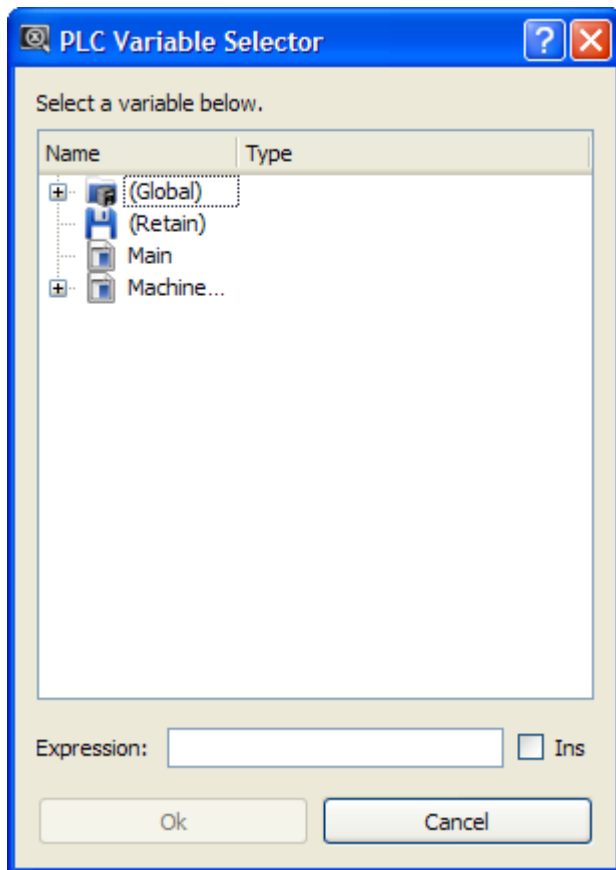 PLC Variable Selector
Select a variable below.
Name Type
(Global)
(Retain)
Main
Machine...
Expression: Ins
Ok Cancel